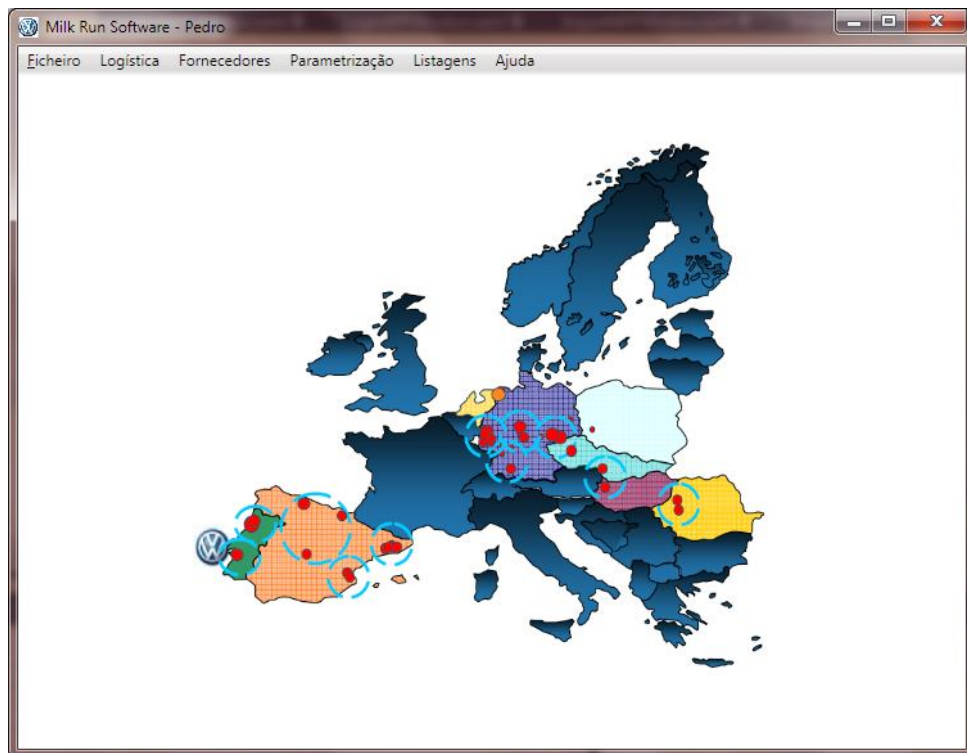 Milk Run Software - Pedro
Ficheiro Logística Fornecedores Parametrização Listagens Ajuda